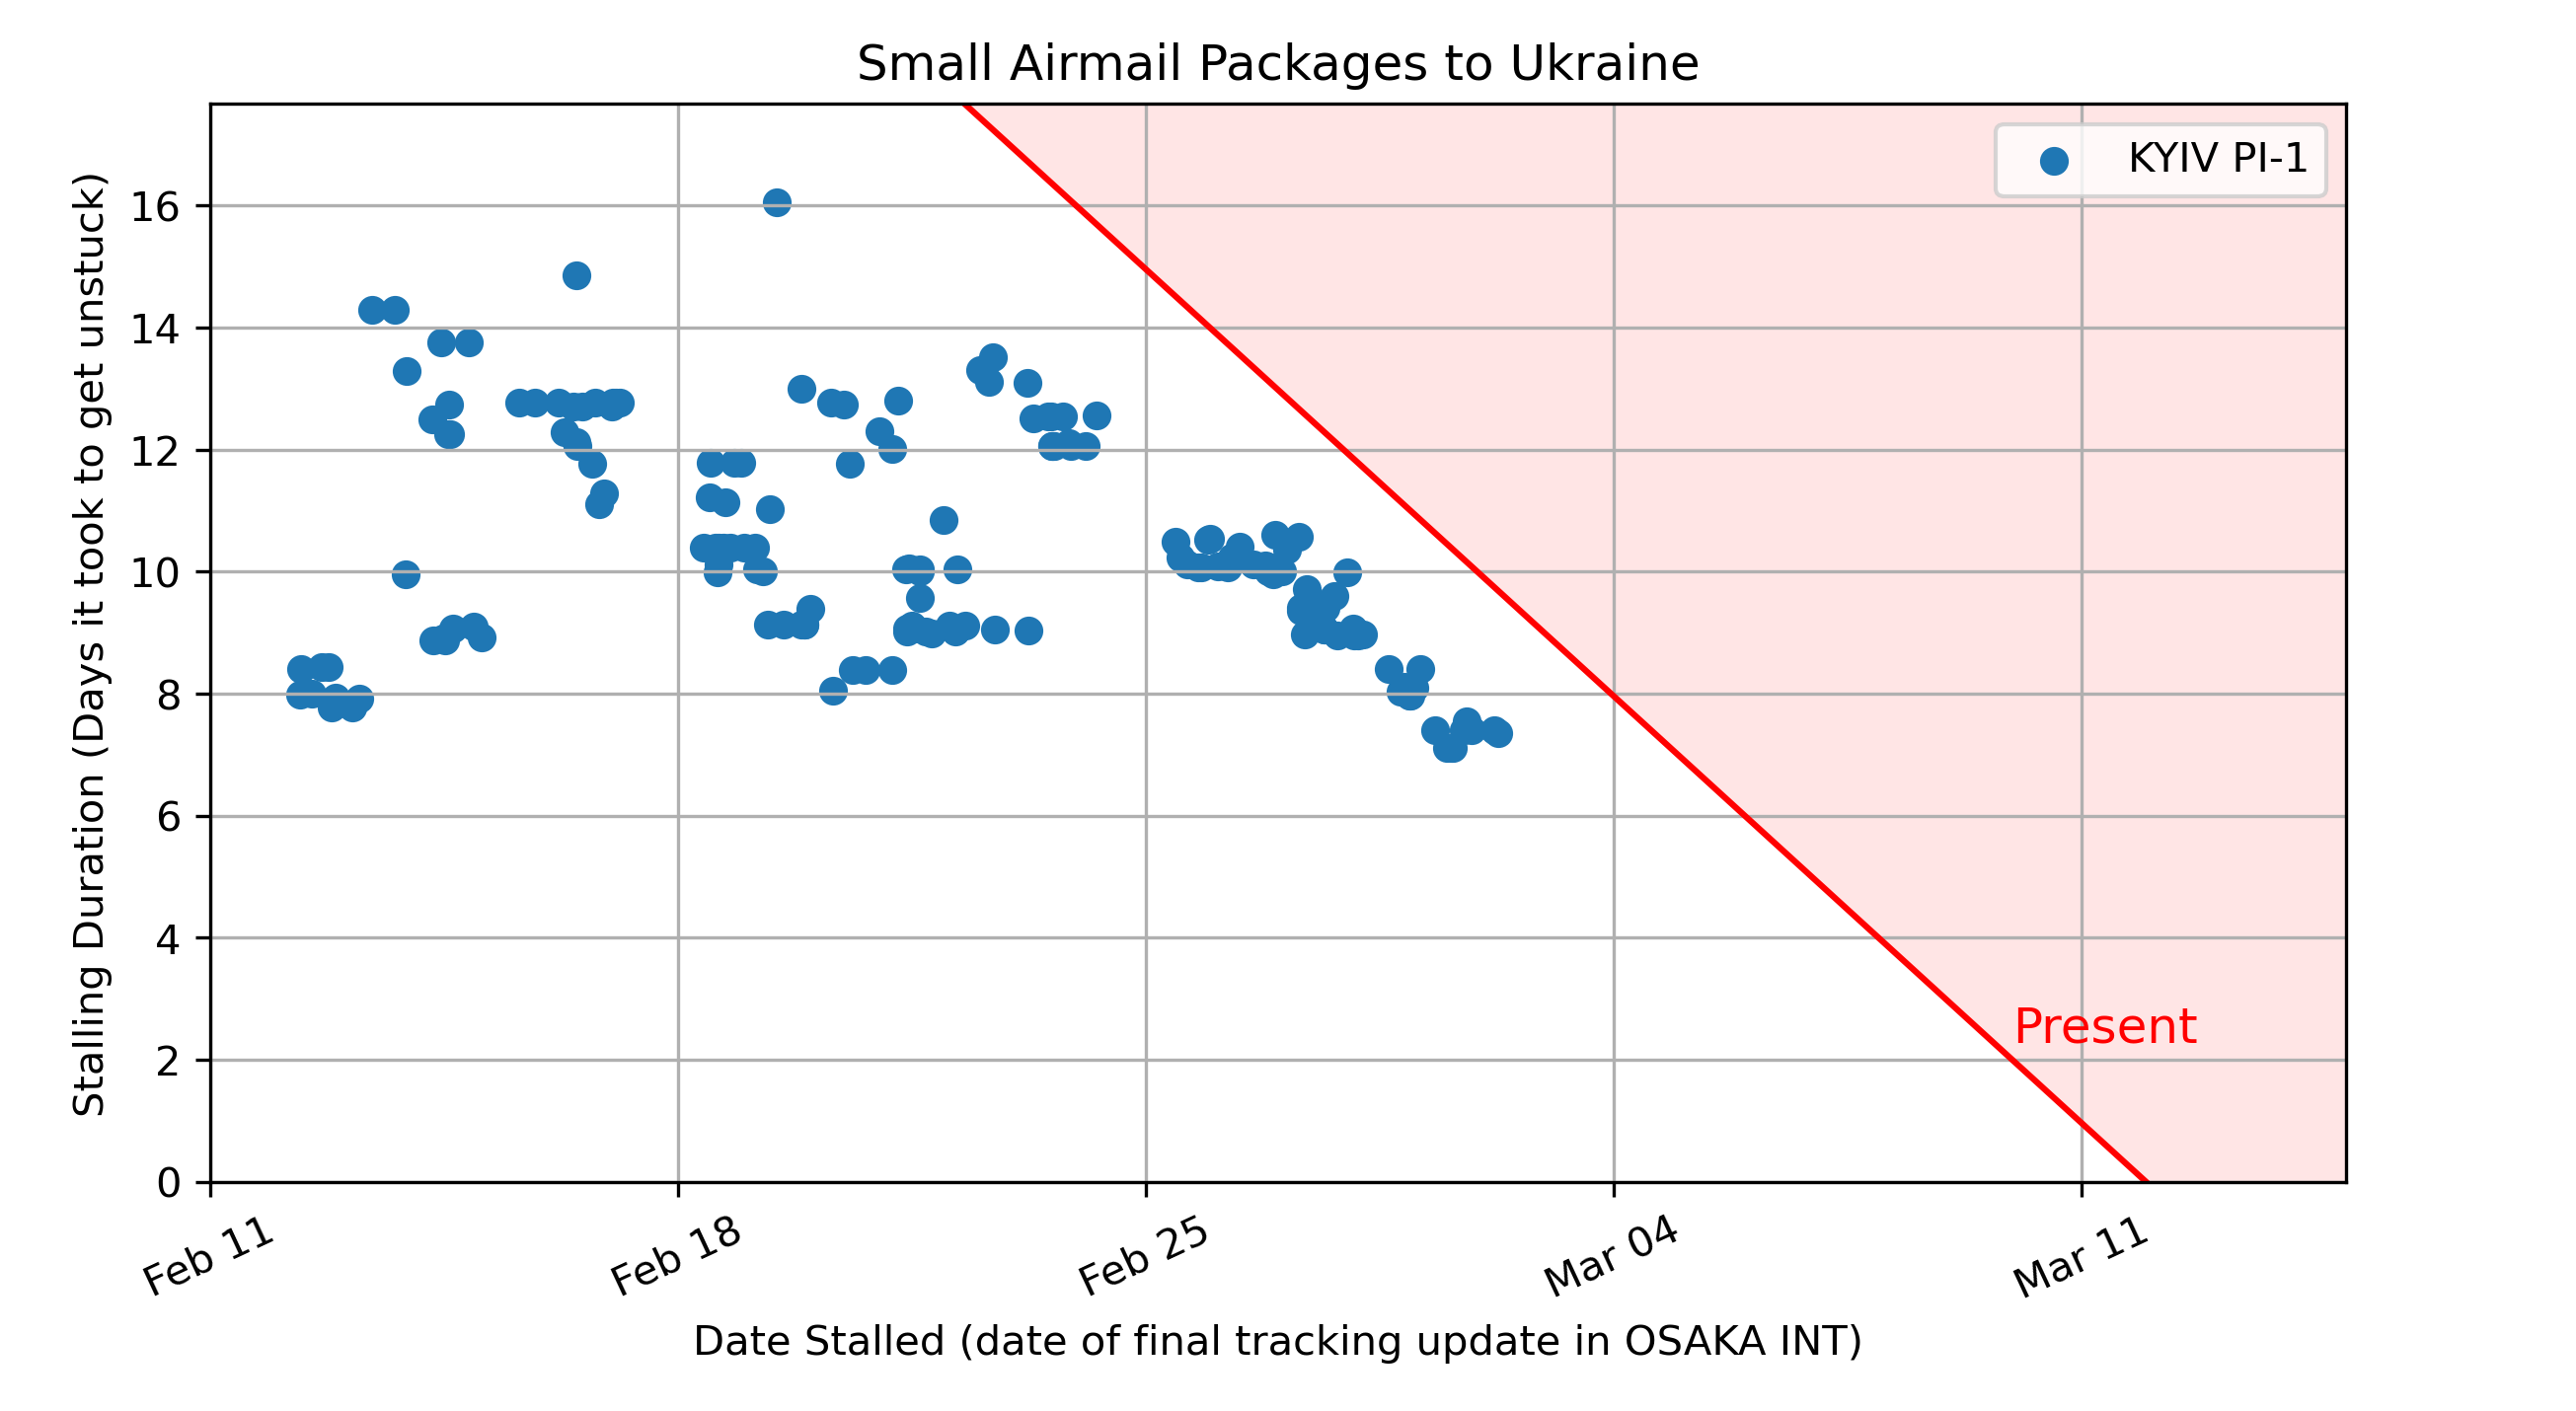 Small Airmail Packages to Ukraine
KYIV PI-1
Stalling Duration (Days it took to get unstuck)
16
14
12
10
8
6
4
2
0
Present
Feb 11
Feb 18
Feb 25
Mar 04
Mar 11
Date Stalled (date of final tracking update in OSAKA INT)